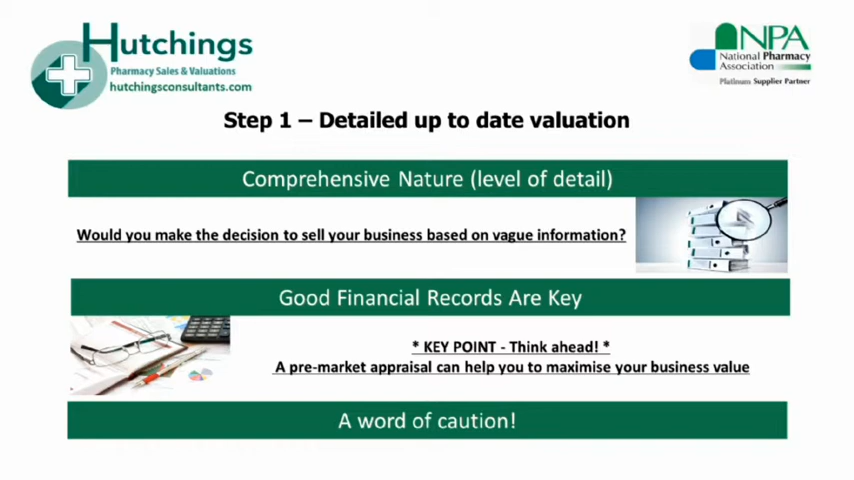 Hutchings
Pharmacy Sales & Valuations
hutchingsconsultants.com
NPA
National Pharmacy
Association
Platinum Supplier Partner
Step 1 – Detailed up to date valuation
Comprehensive Nature (level of detail)
Would you make the decision to sell your business based on vague information?
Good Financial Records Are Key
* KEY POINT - Think ahead! *
A pre-market appraisal can help you to maximise your business value
A word of caution!